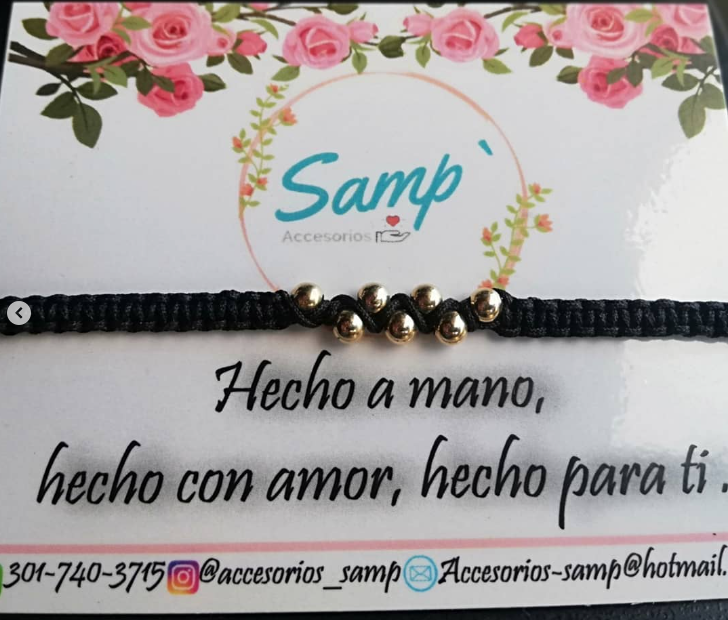 Samp`
Accesorios
Hecho a mano,
hecho con amor, hecho para ti .
301-740-3715 @accesorios_samp Accesorios-samp@hotmail.